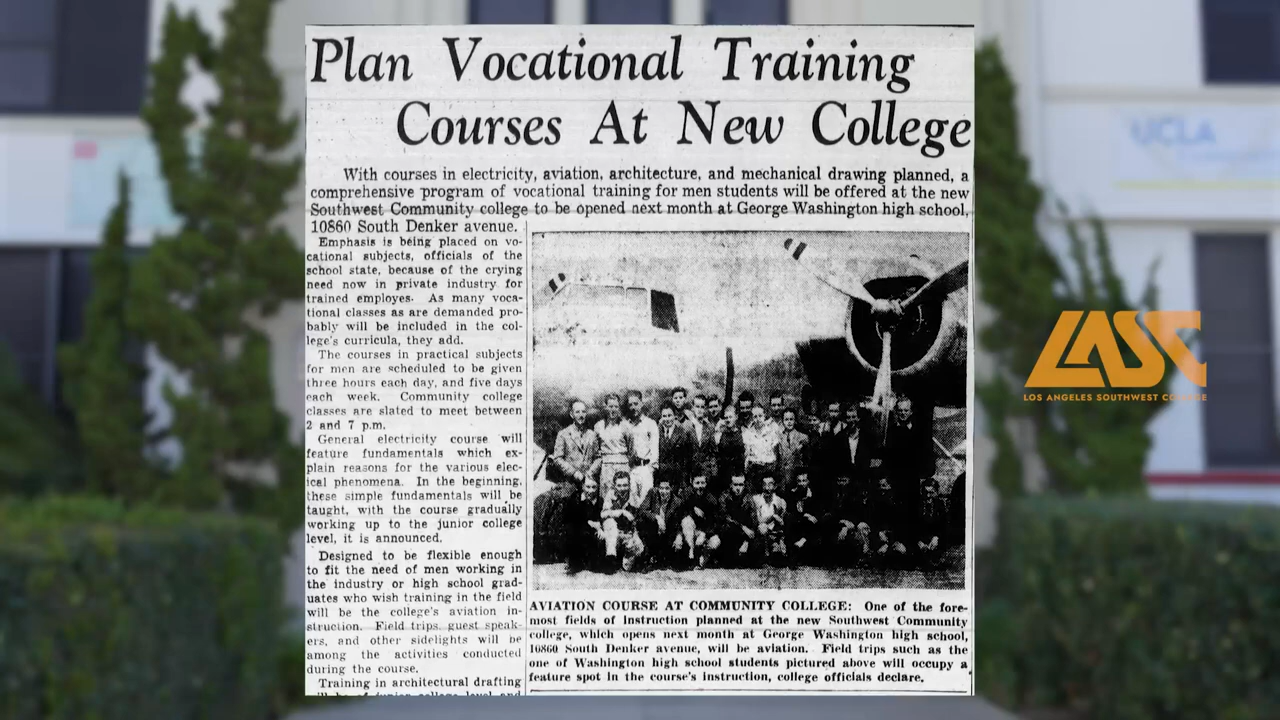 Plan Vocational Training
Courses At New College
With courses in electricity, aviation, architecture, and mechanical drawing planned, a
comprehensive program of vocational training for men students will be offered at the new
Southwest Community college to be opened next month at George Washington high school,
10860 South Denker avenue.
Emphasis is being placed on vo-
cational subjects, officials of the
school state, because of the crying
need now in private industry for
trained employes. As many voca-
tional classes as are demanded pro-
bably will be included in the col-
lege's curricula, they add.
The courses in practical subjects
for men are scheduled to be given
three hours each day, and five days
each week. Community college
classes are slated to meet between
2 and 7 p.m.
General electricity course will
feature fundamentals which ex-
plain reasons for the various elec-
ical phenomena. In the beginning,
these simple fundamentals will be
taught, with the course gradually
working up to the junior college
level, it is announced.
Designed to be flexible enough
to fit the need of men working in
the industry or high school grad-
uates who wish training in the field
will be the college's aviation in-
struction. Field trips, guest speak-
ers, and other sidelights will be
among the activities conducted
during the course.
Training in architectural drafting
AVIATION COURSE AT COMMUNITY COLLEGE: One of the fore-
most fields of instruction planned at the new Southwest Community
college, which opens next month at George Washington high school,
10860 South Denker avenue, will be aviation. Field trips such as the
one of Washington high school students pictured above will occupy a
feature spot in the course's instruction, college officials declare.
UCLA
LASC
LOS ANGELES SOUTHWEST COLLEGE